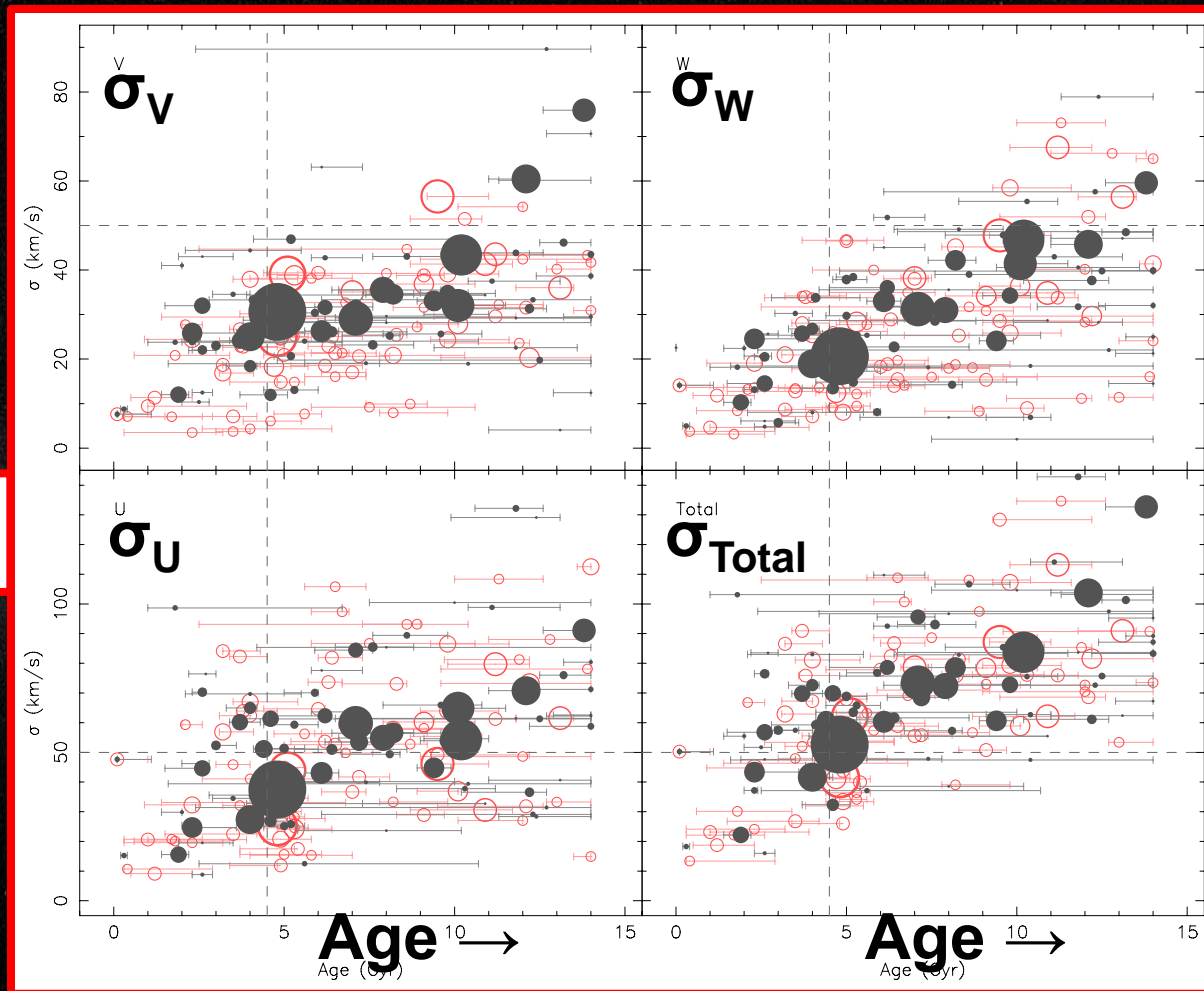 V
σV
W
σW
80
60
40
20
0
σ (km/s)
U
σU
Total
σTotal
100
50
0
σ (km/s)
0
5
10
15
0
5
10
15
Age →
Age →
Age (Gyr)
Age (Gyr)